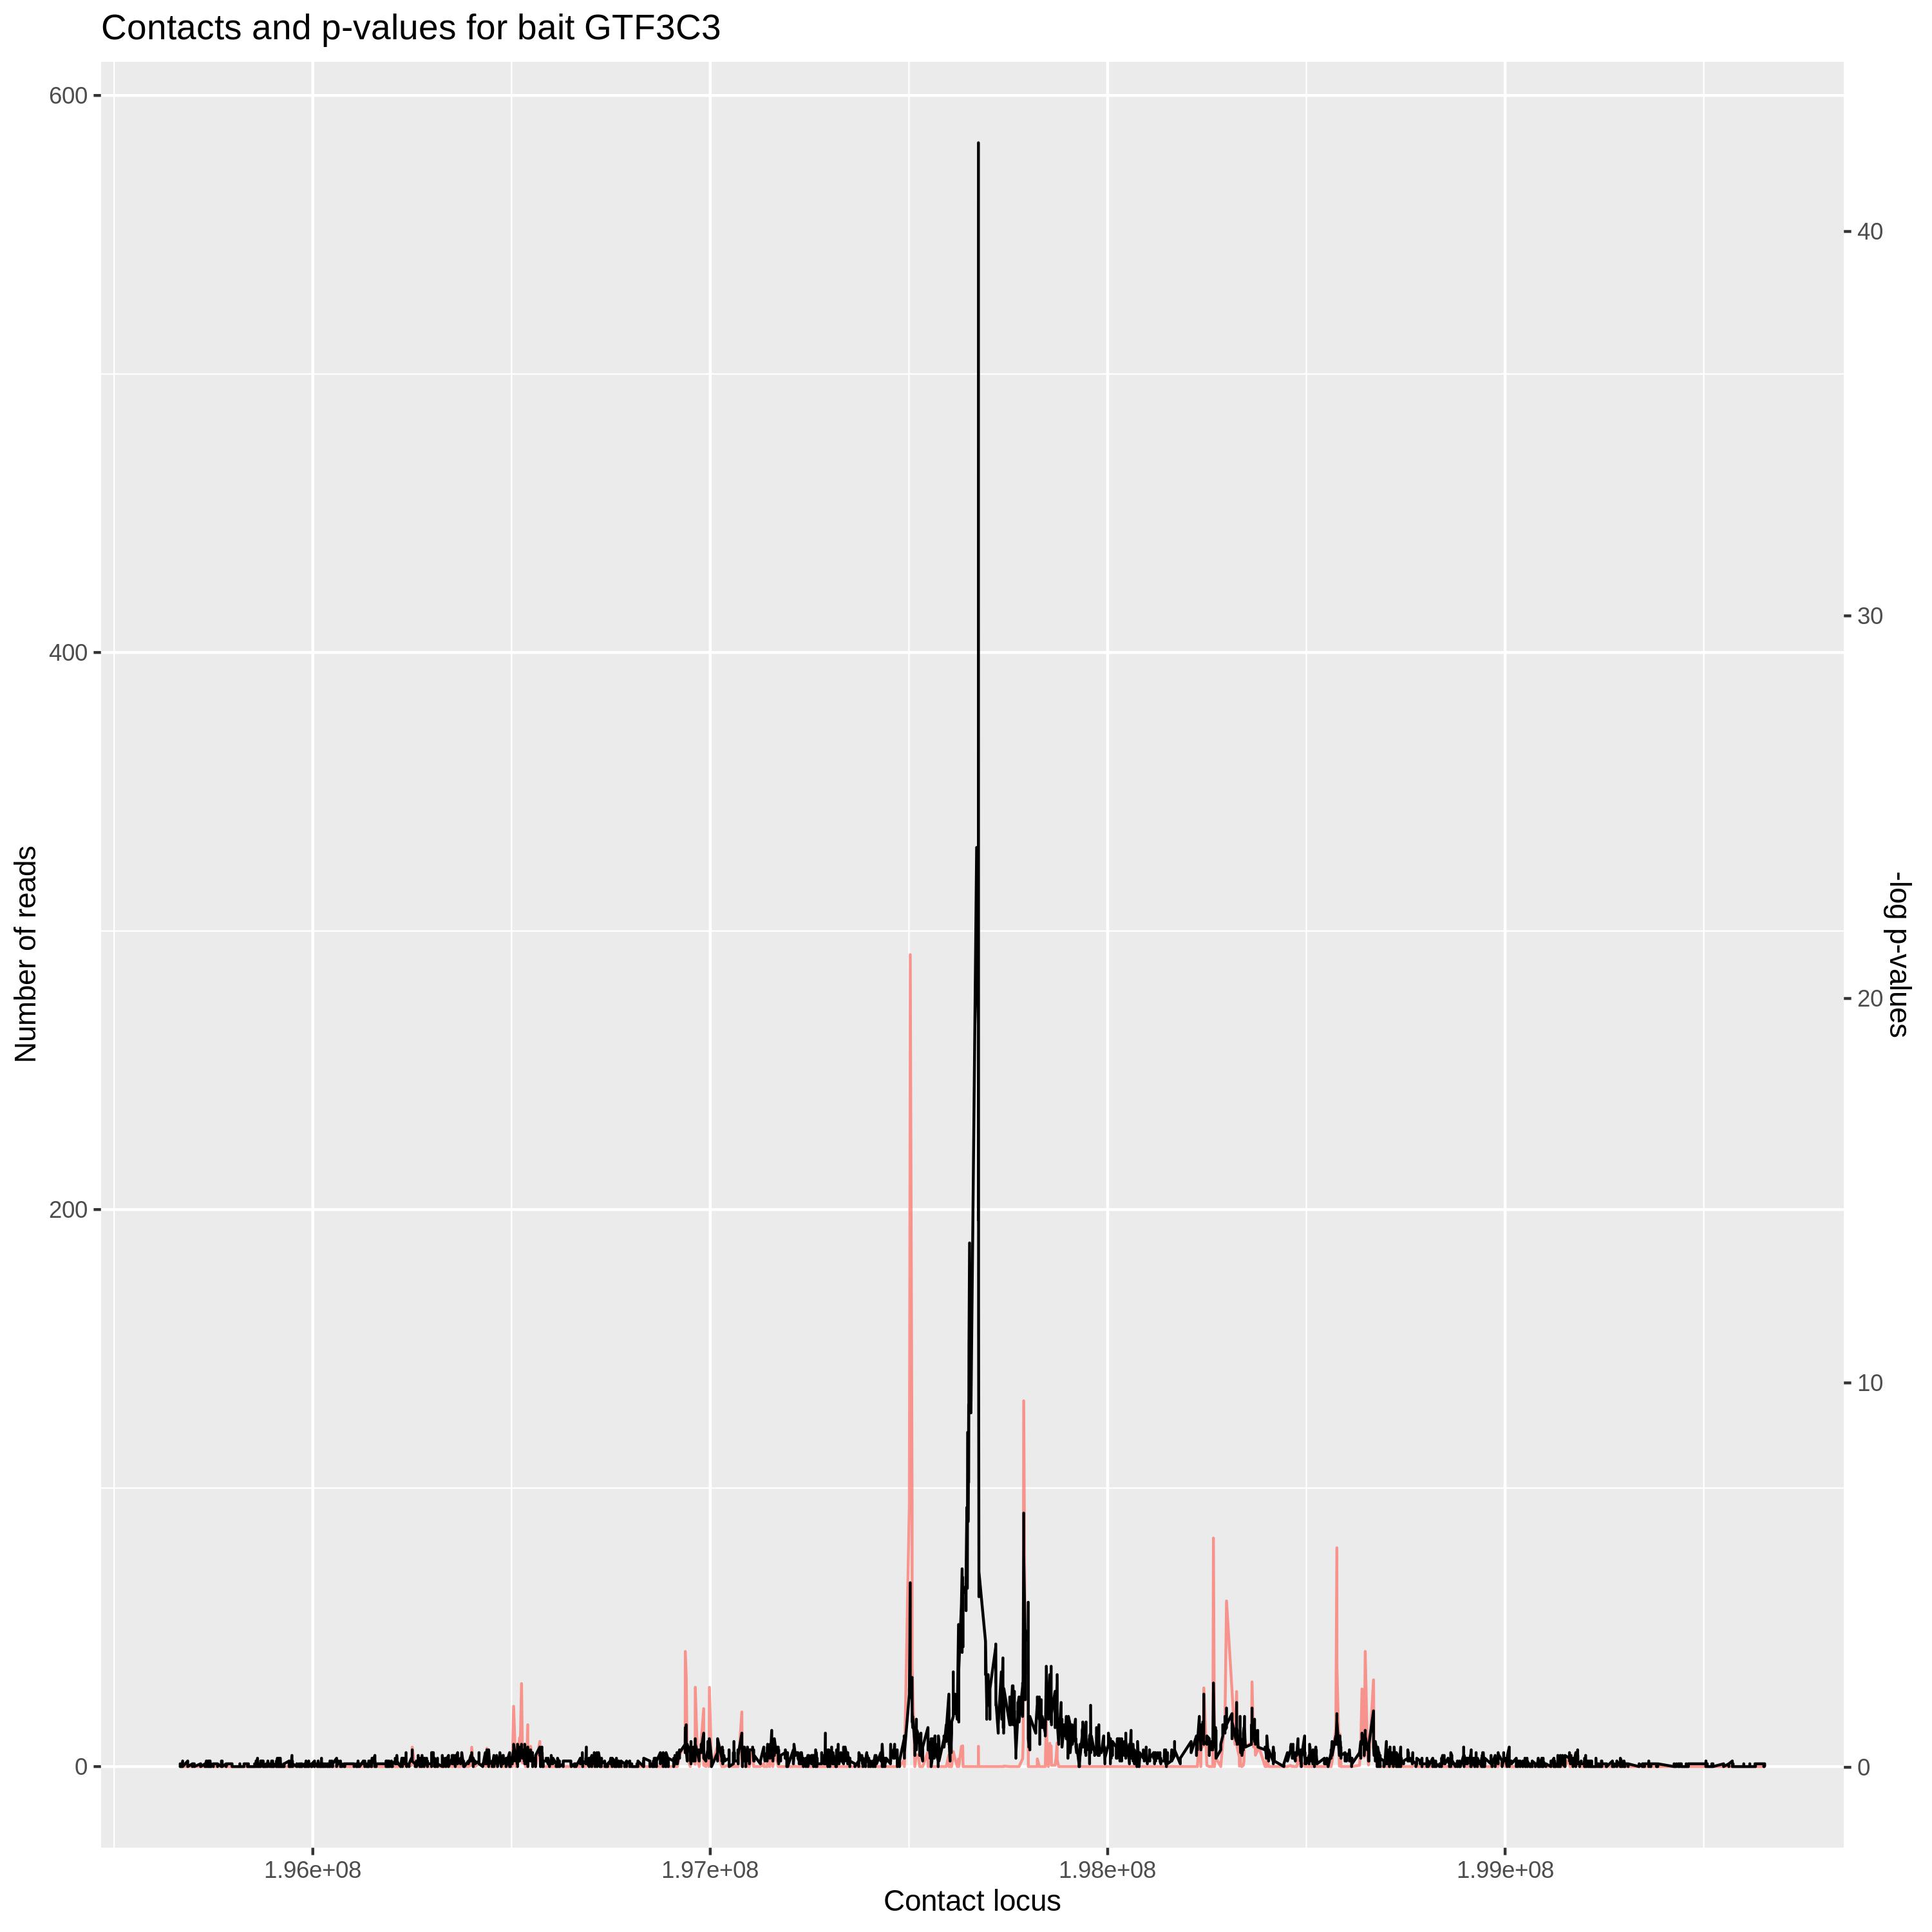 Contacts and p-values for bait GTF3C3
600
400
200
0
Number of reads
40
30
20
10
0
-log p-values
1.96e+08
1.97e+08
1.98e+08
1.99e+08
Contact locus